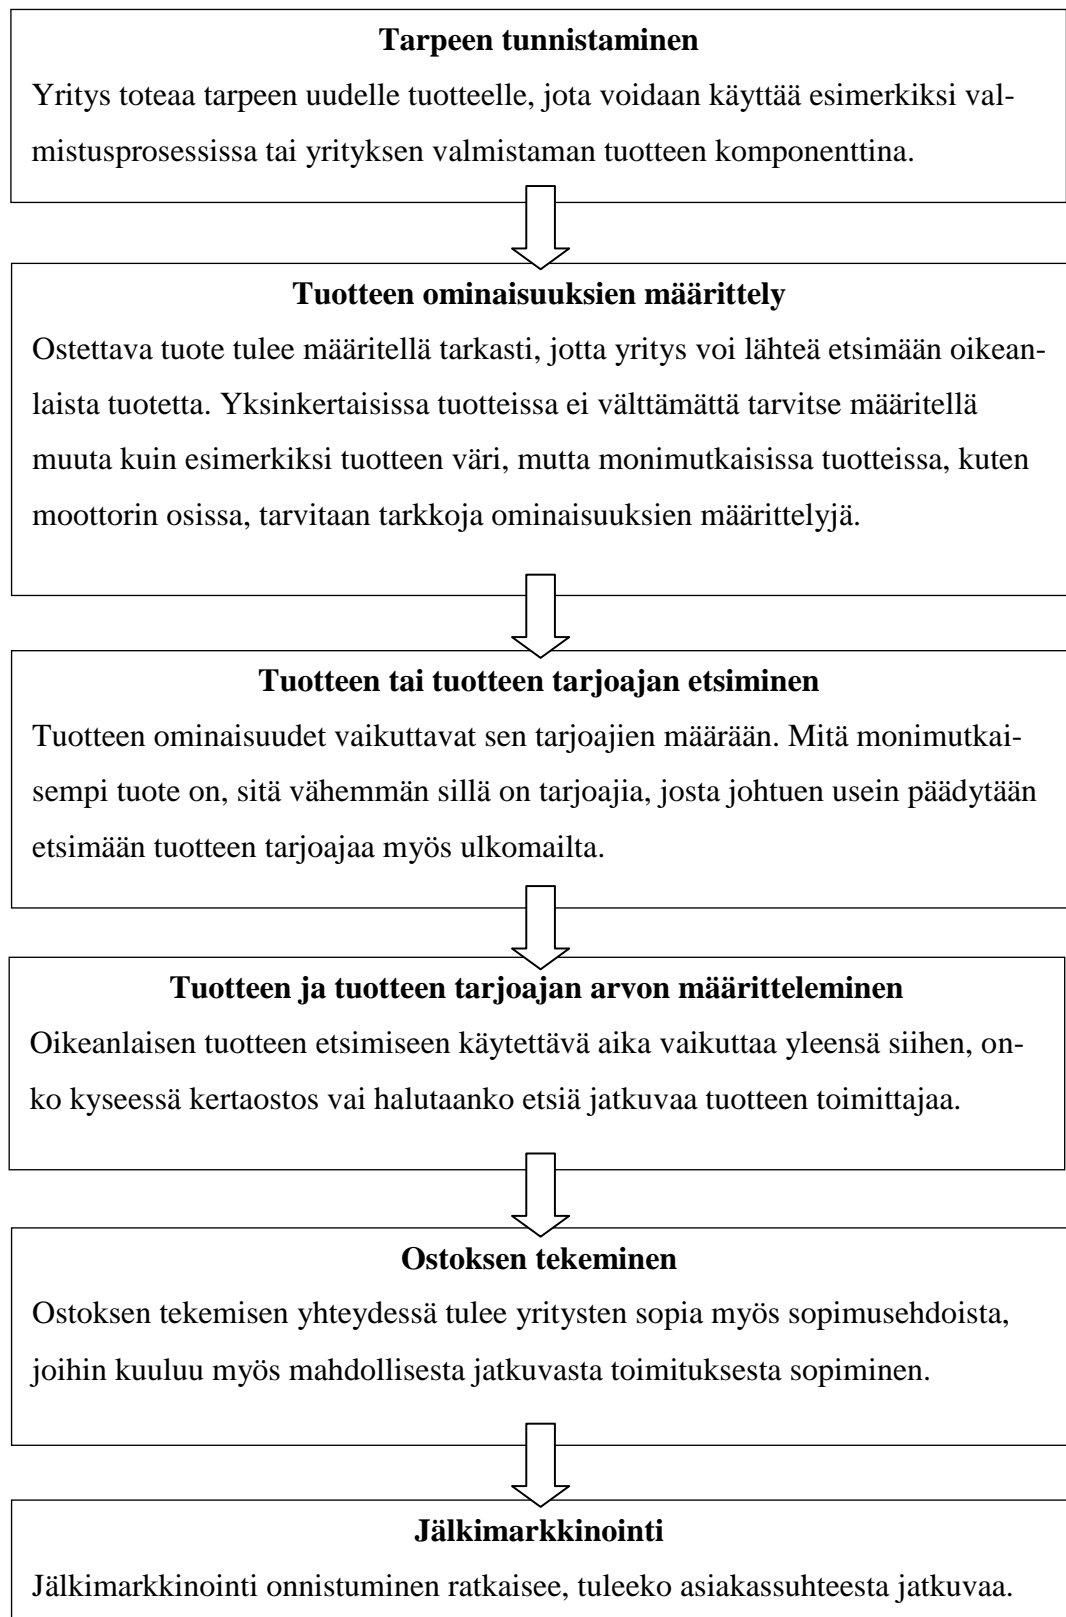 Tarpeen tunnistaminen
Yritys toteaa tarpeen uudelle tuotteelle, jota voidaan käyttää esimerkiksi val-
mistusprosessissa tai yrityksen valmistaman tuotteen komponenttina.
Tuotteen ominaisuuksien määrittely
Ostettava tuote tulee määritellä tarkasti, jotta yritys voi lähteä etsimään oikean-
laista tuotetta. Yksinkertaisissa tuotteissa ei välttämättä tarvitse määritellä
muuta kuin esimerkiksi tuotteen väri, mutta monimutkaisissa tuotteissa, kuten
moottorin osissa, tarvitaan tarkkoja ominaisuuksien määrittelyjä.
Tuotteen tai tuotteen tarjoajan etsiminen
Tuotteen ominaisuudet vaikuttavat sen tarjoajien määrään. Mitä monimutkai-
sempi tuote on, sitä vähemmän sillä on tarjoajia, josta johtuen usein päädytään
etsimään tuotteen tarjoajaa myös ulkomailta.
Tuotteen ja tuotteen tarjoajan arvon määritteleminen
Oikeanlaisen tuotteen etsimiseen käytettävä aika vaikuttaa yleensä siihen, on-
ko kyseessä kertaostos vai halutaanko etsiä jatkuvaa tuotteen toimittajaa.
Ostoksen tekeminen
Ostoksen tekemisen yhteydessä tulee yritysten sopia myös sopimusehdoista,
joihin kuuluu myös mahdollisesta jatkuvasta toimituksesta sopiminen.
Jälkimarkkinointi
Jälkimarkkinointi onnistuminen ratkaisee, tuleeko asiakassuhteesta jatkuvaa.